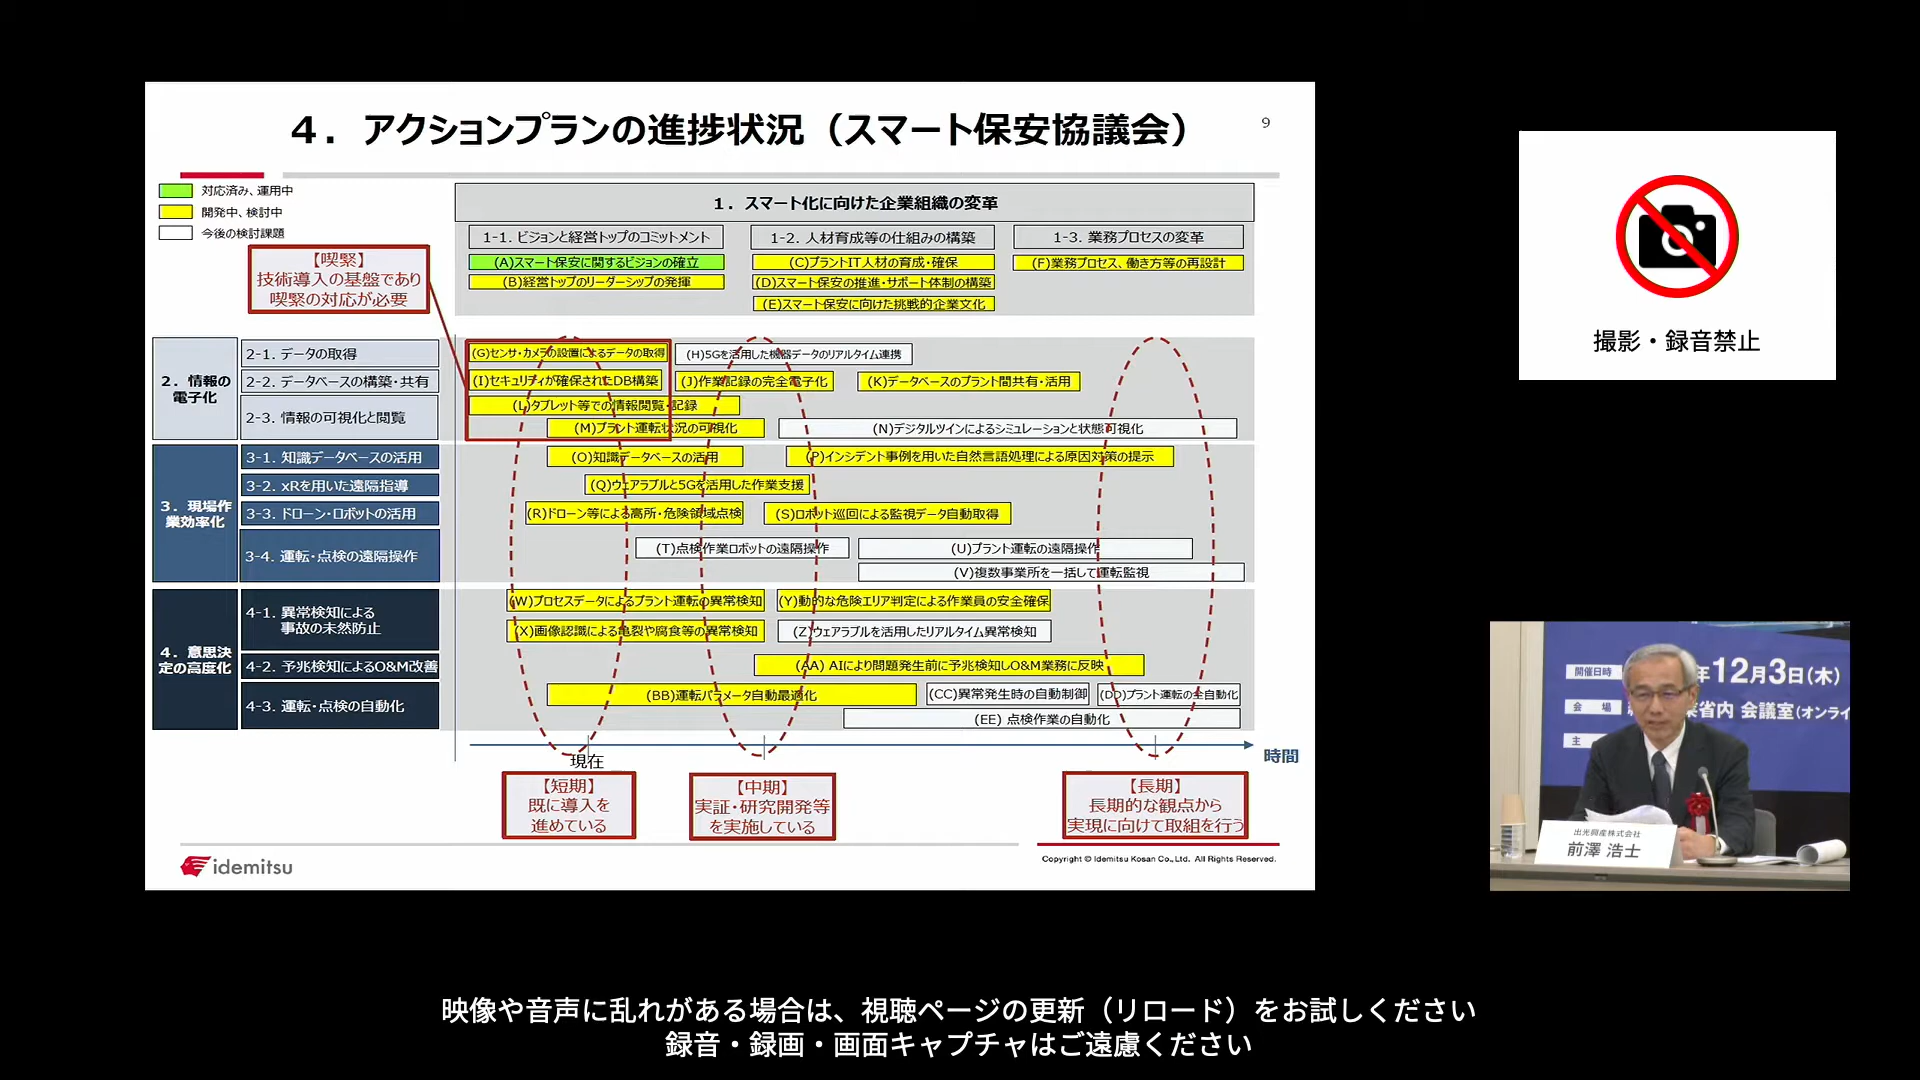 4．アクションプランの進捗状況（スマート保安協議会）
9
対応済み、運用中
開発中、検討中
今後の検討課題
【喫緊】
技術導入の基盤であり
喫緊の対応が必要
1．スマート化に向けた企業組織の変革
1-1. ビジョンと経営トップのコミットメント
(A)スマート保安に関するビジョンの確立
(B)経営トップのリーダーシップの発揮
1-2. 人材育成等の仕組みの構築
(C)プラントIT人材の育成・確保
(D)スマート保安の推進・サポート体制の構築
(E)スマート保安に向けた挑戦的企業文化
1-3. 業務プロセスの変革
(F)業務プロセス、働き方等の再設計
2．情報の
電子化
2-1. データの取得
(G)センサ・カメラの設置によるデータの取得
(H)5Gを活用した機器データのリアルタイム連携
2-2. データベースの構築・共有
(I)セキュリティが確保されたDB構築
(J)作業記録の完全電子化
(K)データベースのプラント間共有・活用
2-3. 情報の可視化と閲覧
(L)タブレット等での情報閲覧・記録
(M)プラント運転状況の可視化
(N)デジタルツインによるシミュレーションと状態可視化
3．現場作
業効率化
3-1. 知識データベースの活用
(O)知識データベースの活用
(P)インシデント事例を用いた自然言語処理による原因対策の提示
3-2. xRを用いた遠隔指導
(Q)ウェアラブルと5Gを活用した作業支援
3-3. ドローン・ロボットの活用
(R)ドローン等による高所・危険領域点検
(S)ロボット巡回による監視データ自動取得
3-4. 運転・点検の遠隔操作
(T)点検作業ロボットの遠隔操作
(U)プラント運転の遠隔操作
(V)複数事業所を一括して運転監視
4．意思決
定の高度化
4-1. 異常検知による
事故の未然防止
(W)プロセスデータによるプラント運転の異常検知
(Y)動的な危険エリア判定による作業員の安全確保
(X)画像認識による亀裂や腐食等の異常検知
(Z)ウェアラブルを活用したリアルタイム異常検知
4-2. 予兆検知によるO&M改善
(AA) AIにより問題発生前に予兆検知しO&M業務に反映
4-3. 運転・点検の自動化
(BB)運転パラメータ自動最適化
(CC)異常発生時の自動制御
(DD)プラント運転の全自動化
(EE) 点検作業の自動化
現在
時間
【短期】
既に導入を
進めている
【中期】
実証・研究開発等
を実施している
【長期】
長期的な観点から
実現に向けて取組を行う
idemitsu
Copyright © Idemitsu Kosan Co.,Ltd. All Rights Reserved.
撮影・録音禁止
開催日時
年12月3日(木)
会 場
業省内 会議室(オンライ
主
出光興産株式会社
前澤 浩士
映像や音声に乱れがある場合は、視聴ページの更新（リロード）をお試しください
録音・録画・画面キャプチャはご遠慮ください